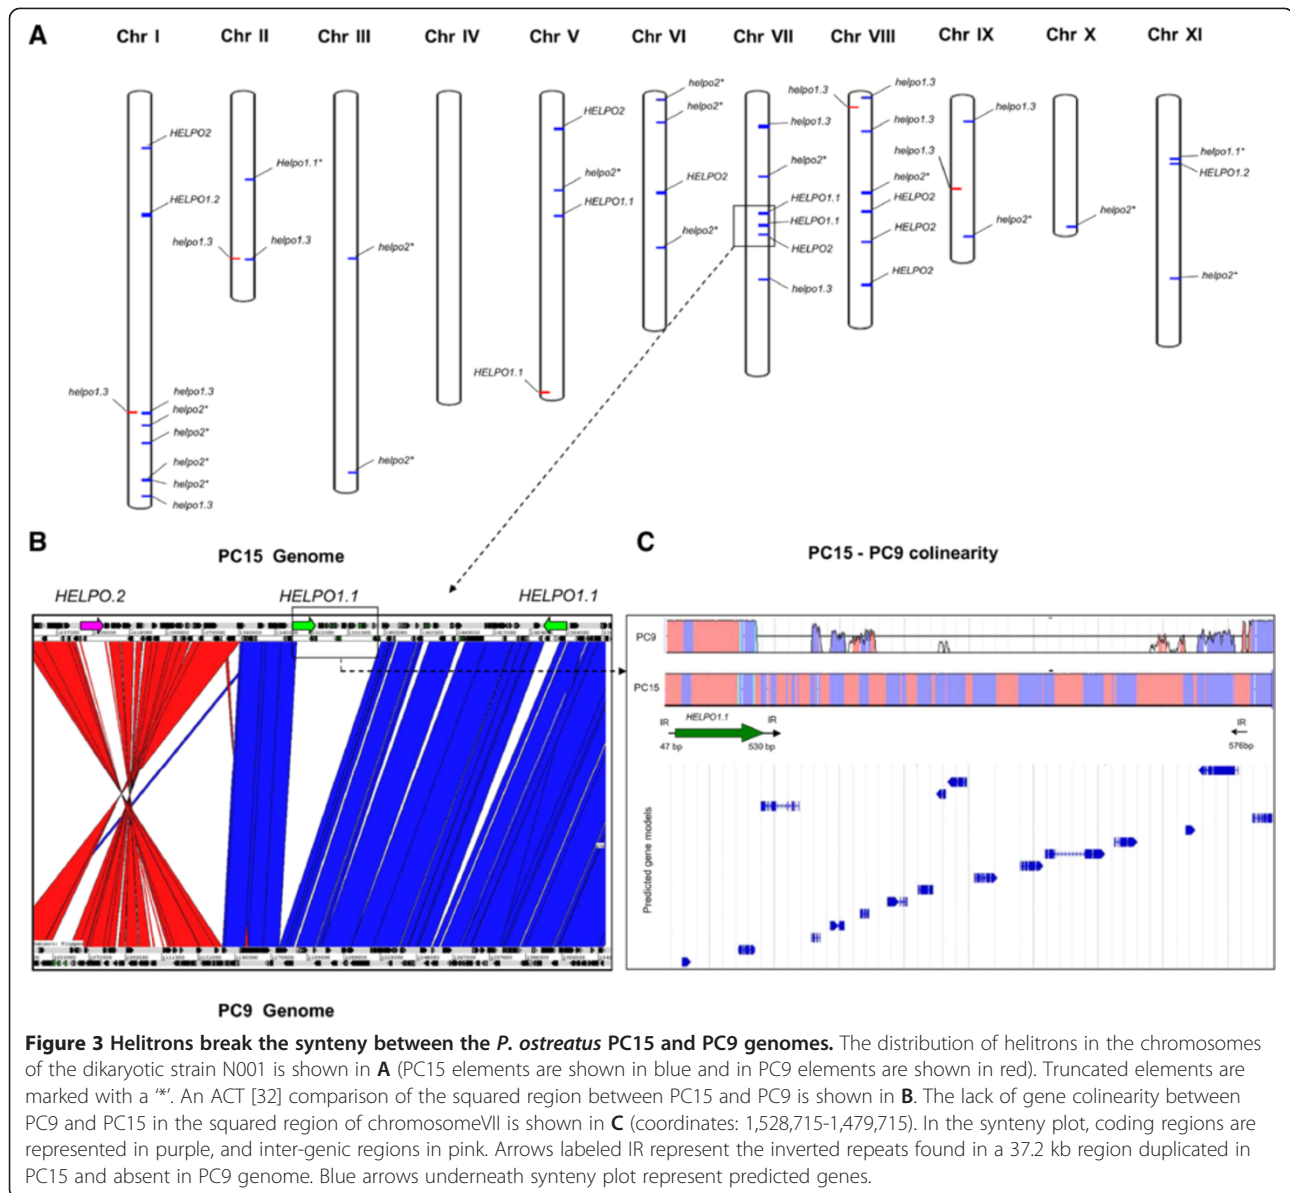 A
Chr I
Chr II
Chr III
Chr IV
Chr V
Chr VI
Chr VII
Chr VIII
Chr IX
Chr X
Chr XI
HELPO2
HELPO1.2
helpo1.3
helpo1.3
helpo2*
helpo2*
helpo2*
helpo2*
helpo1.3
Helpo1.1*
helpo1.3
helpo1.3
helpo2*
helpo2*
HELPO2
helpo2*
HELPO1.1
HELPO1.1
helpo2*
helpo2*
HELPO2
helpo2*
helpo1.3
helpo2*
HELPO1.1
HELPO1.1
HELPO2
helpo1.3
helpo1.3
helpo1.3
helpo1.3
helpo2*
HELPO2
HELPO2
HELPO2
helpo1.3
helpo1.3
helpo2*
helpo2*
helpo1.1*
HELPO1.2
helpo2*
B
PC15 Genome
HELPO.2
HELPO1.1
HELPO1.1
PC9 Genome
C
PC15 - PC9 colinearity
PC9
PC15
IR
HELPO1.1
IR
IR
47 bp
530 bp
576bp
Predicted gene models
Figure 3 Helitrons break the synteny between the P. ostreatus PC15 and PC9 genomes. The distribution of helitrons in the chromosomes
of the dikaryotic strain N001 is shown in A (PC15 elements are shown in blue and in PC9 elements are shown in red). Truncated elements are
marked with a ‘*’. An ACT [32] comparison of the squared region between PC15 and PC9 is shown in B. The lack of gene colinearity between
PC9 and PC15 in the squared region of chromosomeVII is shown in C (coordinates: 1,528,715-1,479,715). In the synteny plot, coding regions are
represented in purple, and inter-genic regions in pink. Arrows labeled IR represent the inverted repeats found in a 37.2 kb region duplicated in
PC15 and absent in PC9 genome. Blue arrows underneath synteny plot represent predicted genes.